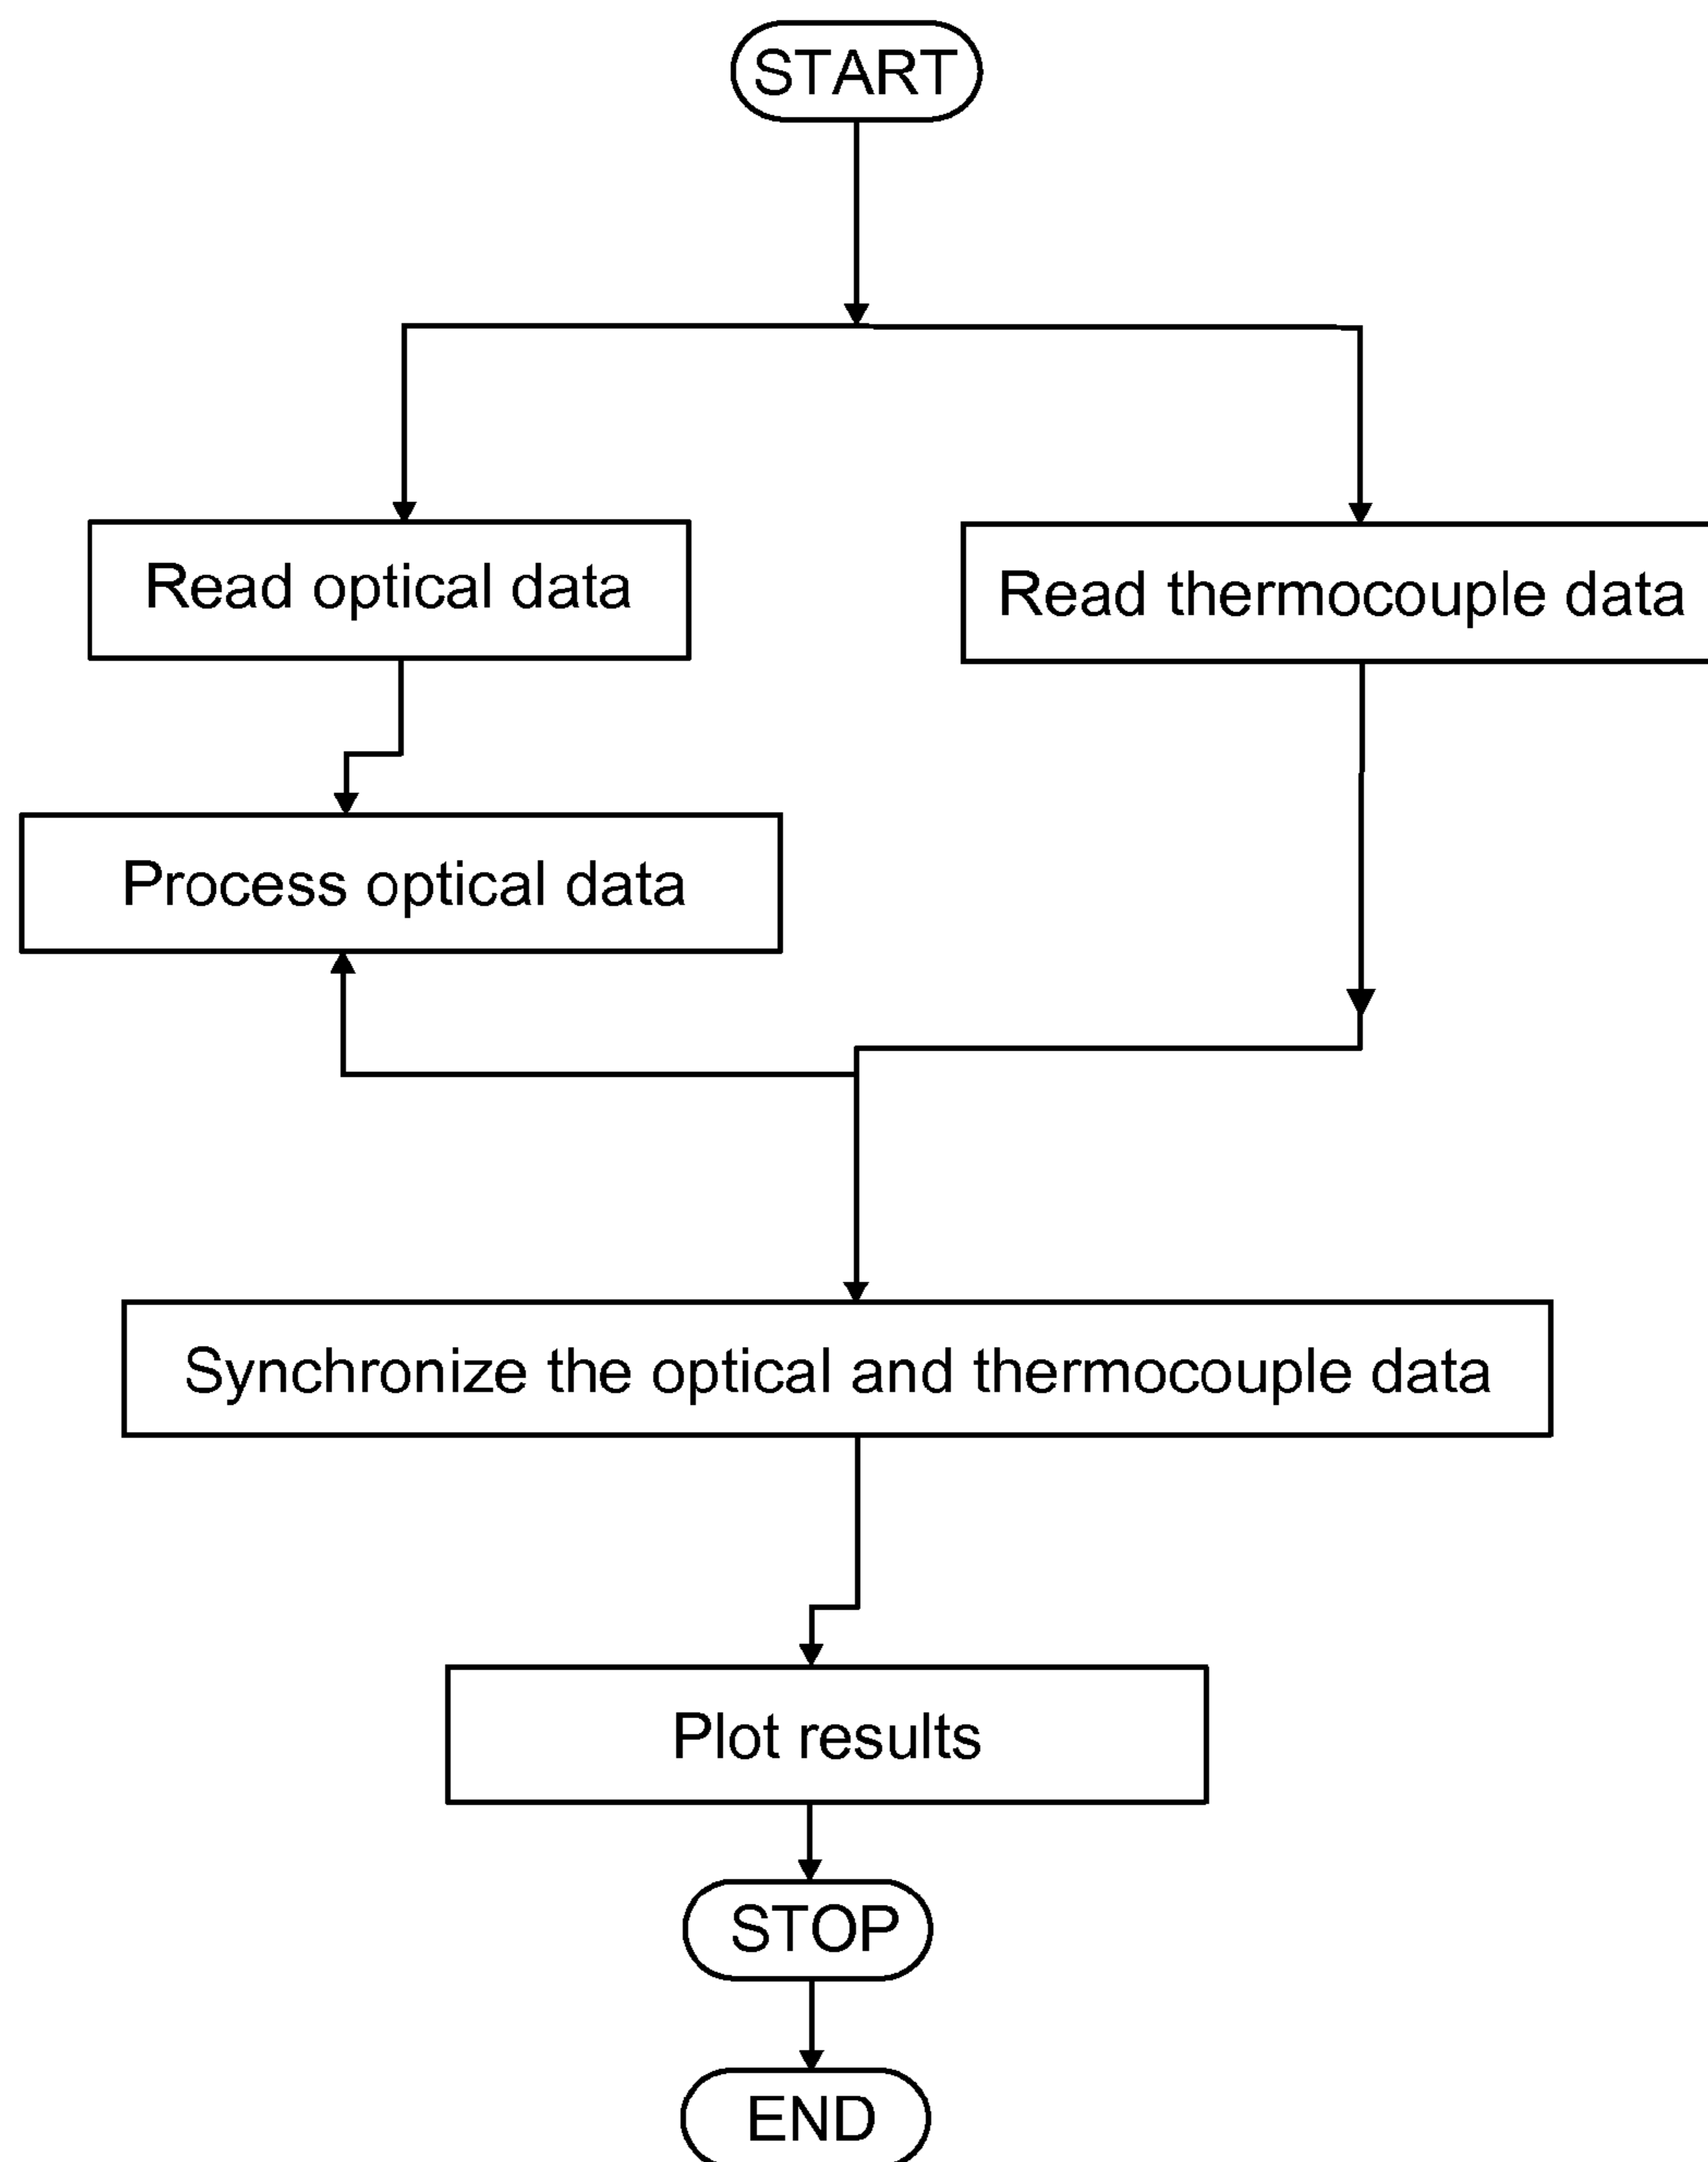 START
Read optical data
Read thermocouple data
Process optical data
Synchronize the optical and thermocouple data
Plot results
STOP
END